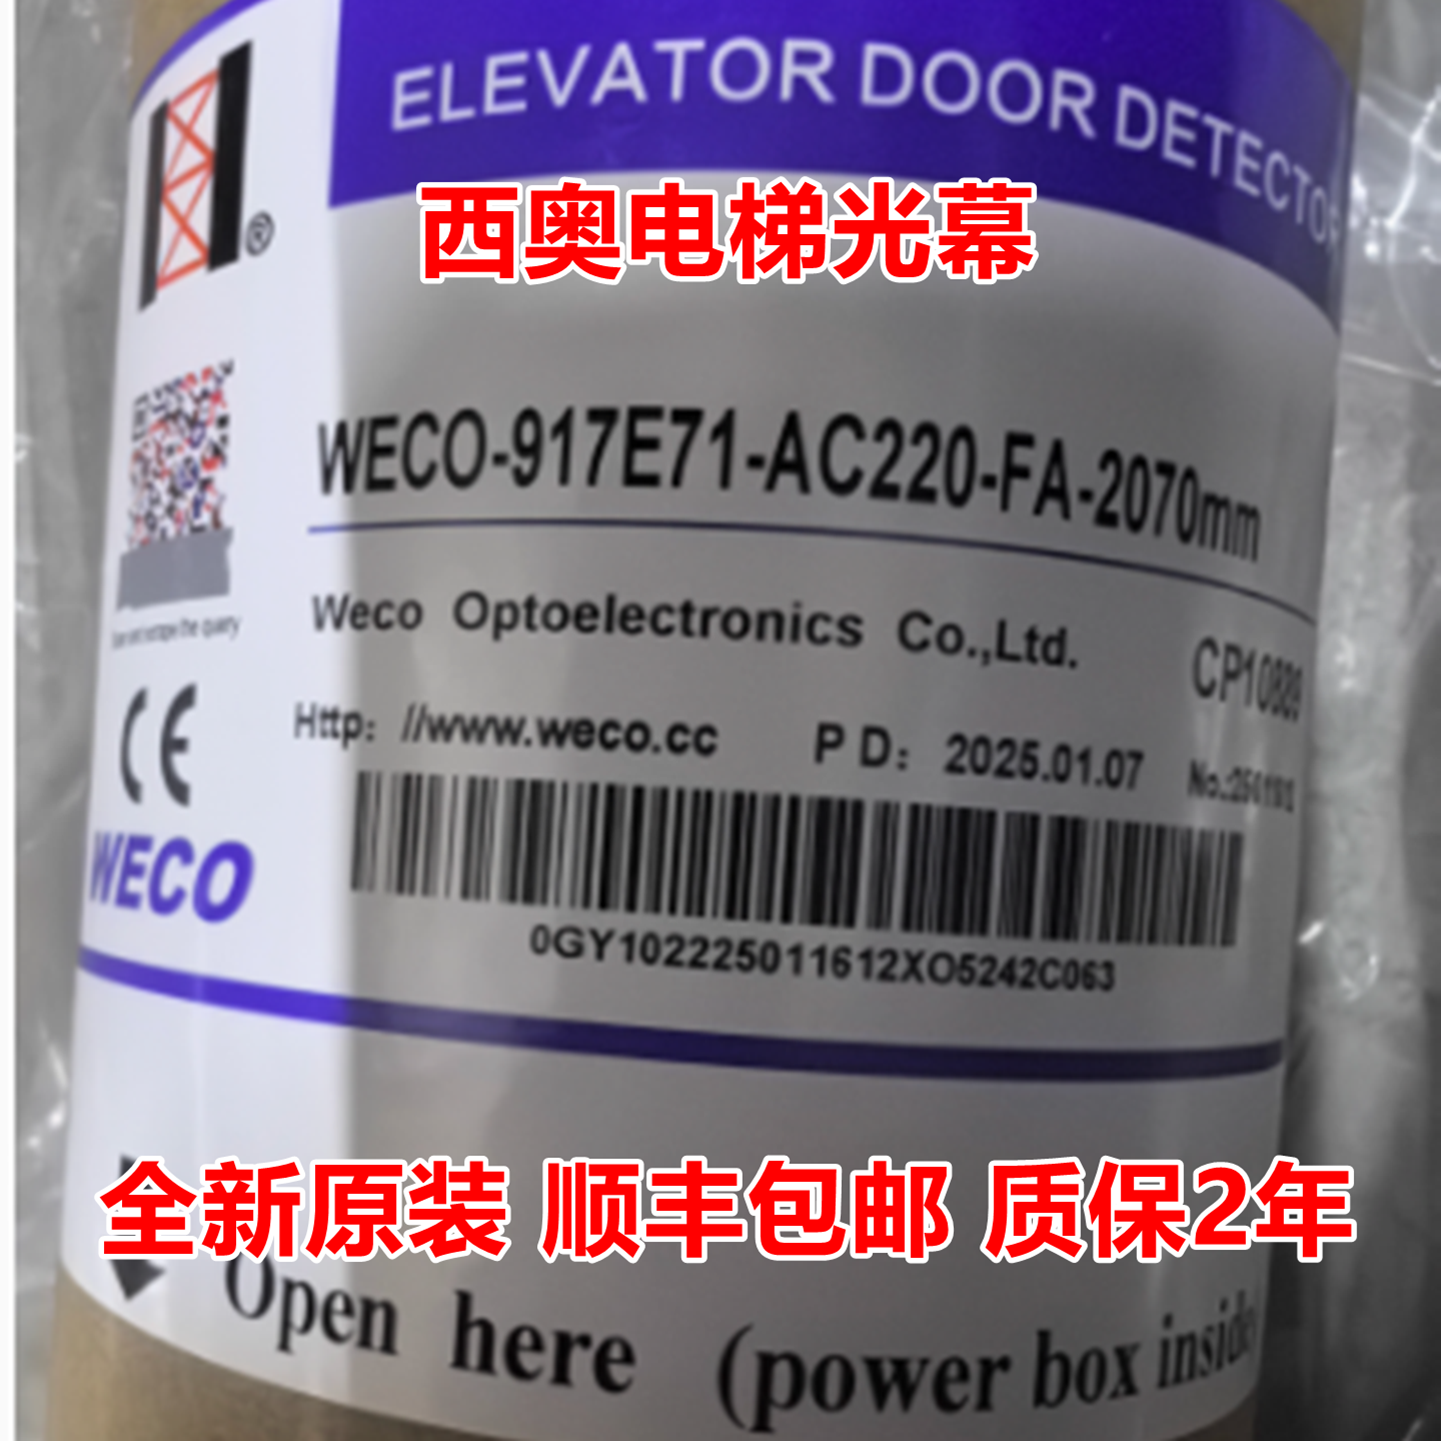 ELEVATOR DOOR DETECTOR
®
西奥电梯光幕
WECO-917E71-AC220-FA-2070mm
Weco Optoelectronics Co.,Ltd.
Http: //www.weco.cc P D: 2025.01.07
CE
WECO
0GY102225011612XO5242C063
全新原装 顺丰包邮 质保2年
Open here (power box inside